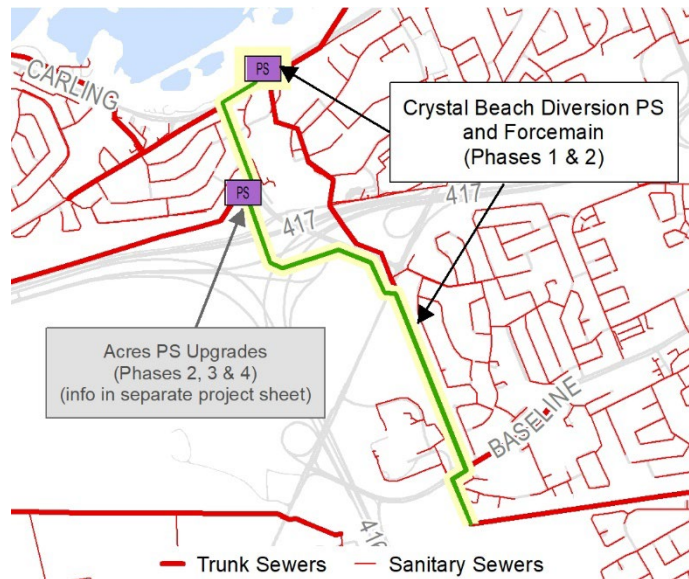 PS
CARLING
Crystal Beach Diversion PS
and Forcemain
(Phases 1 & 2)
PS
417
417
Acres PS Upgrades
(Phases 2, 3 & 4)
(info in separate project sheet)
BASELINE
416
Trunk Sewers
Sanitary Sewers